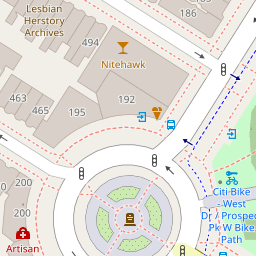 Lesbian
Herstory
Archives
186
494
Nitehawk
463
465
195
192
200
200
Artisan
Citi Bike
West
Dr / Prospec
Pk W Bike
Path